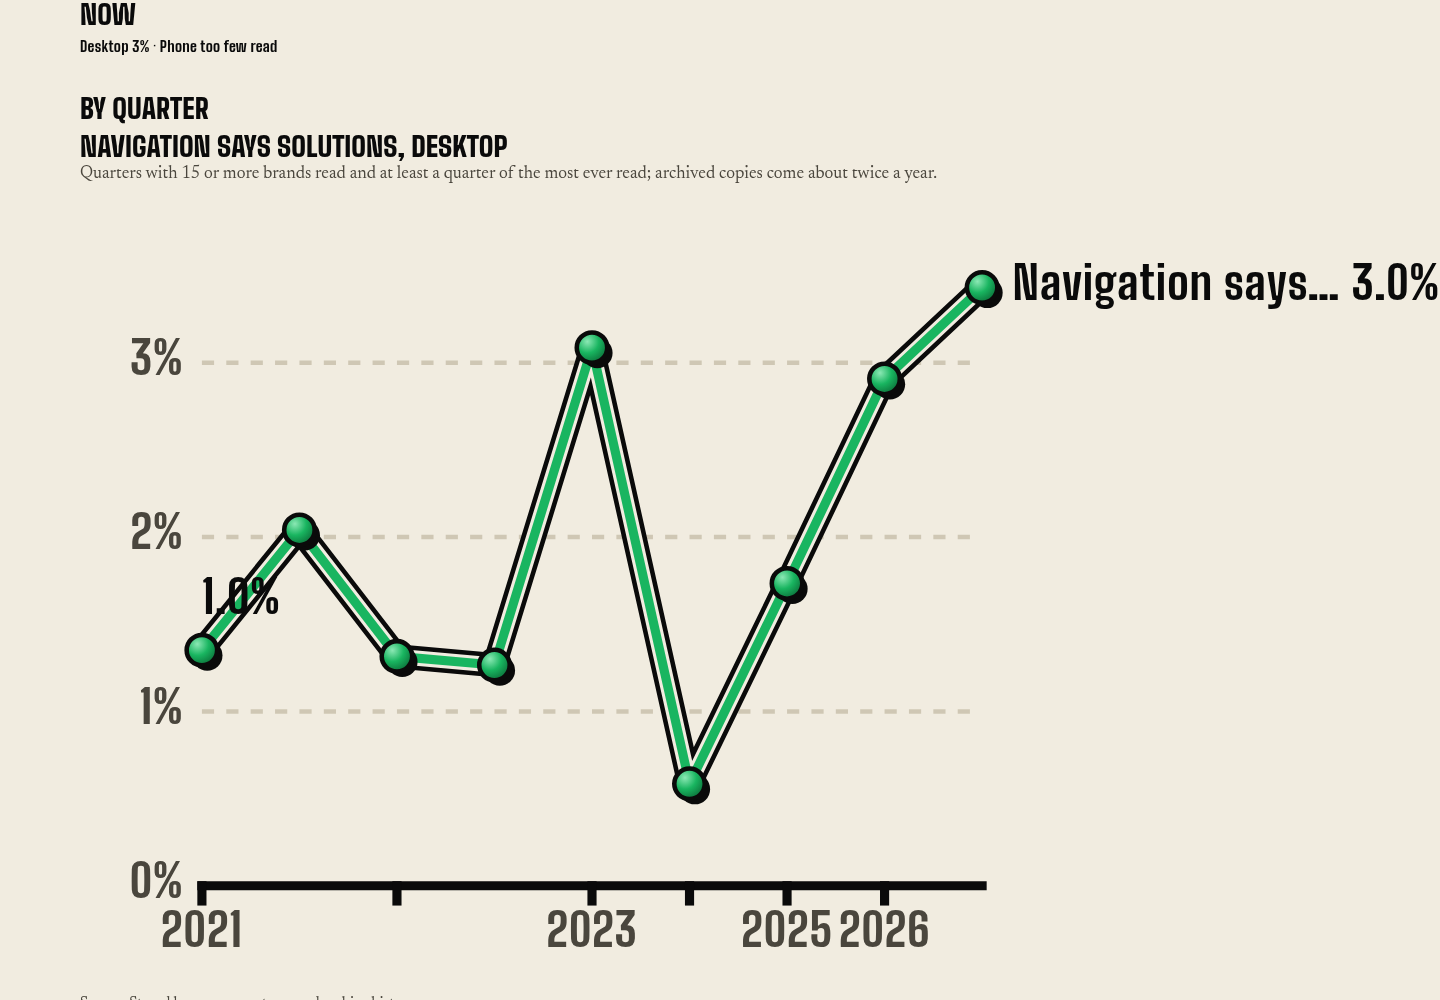 NOW
Desktop 3% · Phone too few read
BY QUARTER
NAVIGATION SAYS SOLUTIONS, DESKTOP
Quarters with 15 or more brands read and at least a quarter of the most ever read; archived copies come about twice a year.
Navigation says... 3.0%
3%
2%
1.0%
1%
0%
2021 2023 2025 2026